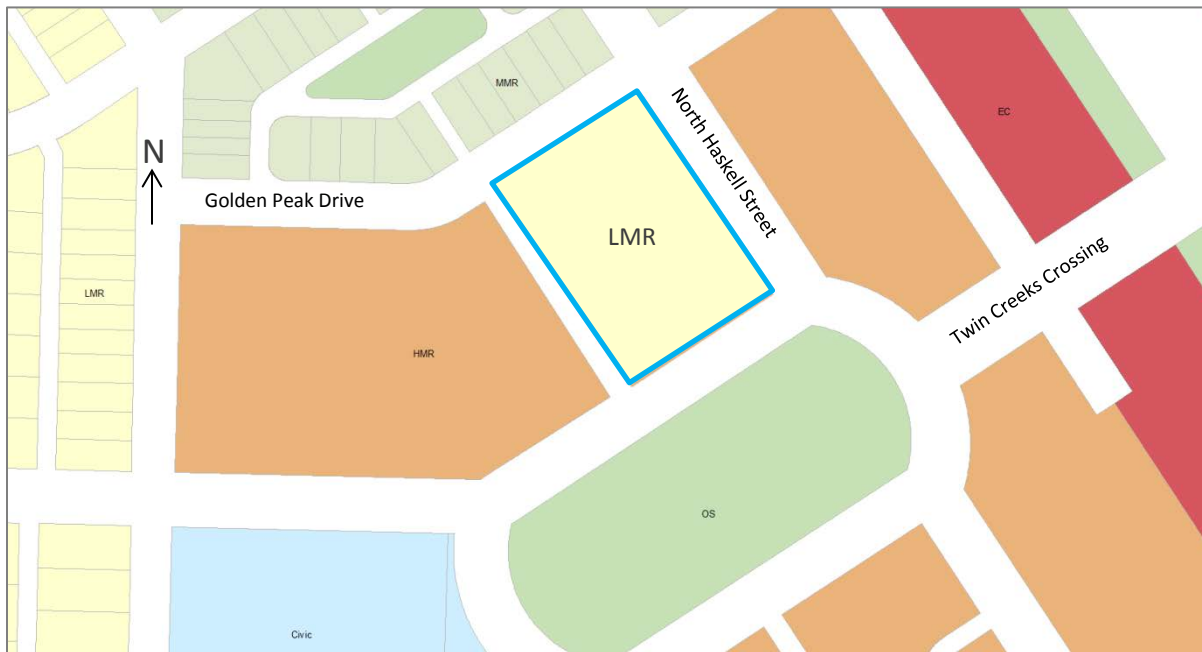 MMR
North Haskell Street
EC
N
Golden Peak Drive
LMR
Twin Creeks Crossing
LMR
HMR
OS
Civic